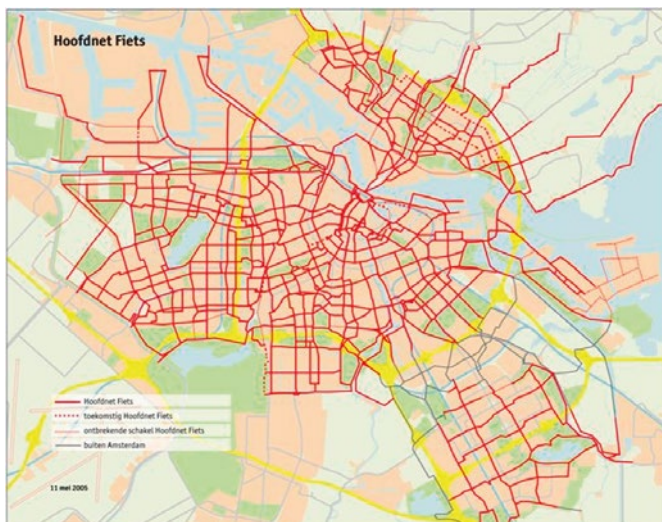 Hoofdnet Fiets
Hoofdnet Fiets
toekomstig Hoofdnet Fiets
ontbrekende schakel Hoofdnet Fiets
buiten Amsterdam
11 mei 2005